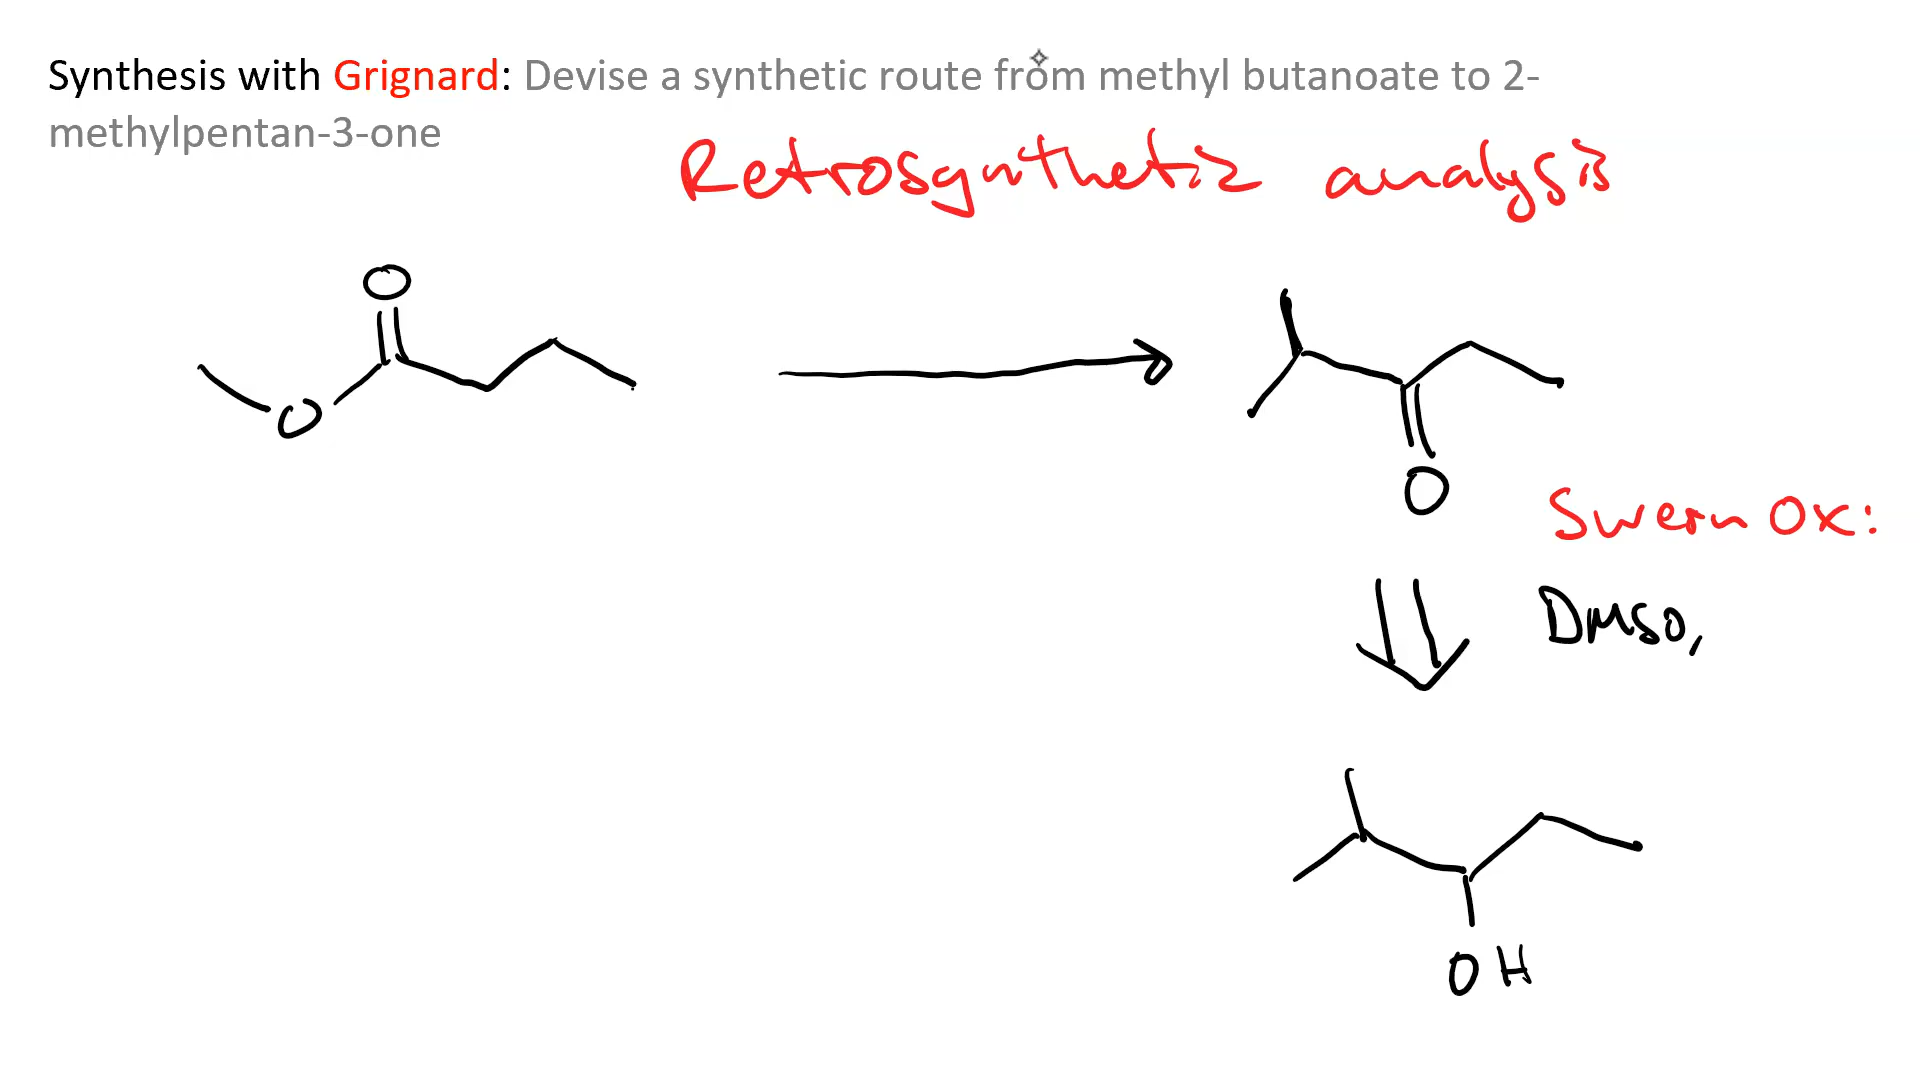 Synthesis with Grignard: Devise a synthetic route from methyl butanoate to 2-
methylpentan-3-one
Retrosynthetic analysis
O
O
O
Swern Ox:
DMSO,
OH